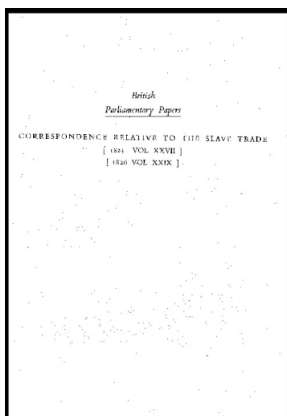 British
Parliamentary Papers
CORRESPONDENCE RELATIVE TO THE SLAVE TRADE
[ 1825 VOL XXVII ]
[ 1826 VOL XXIX ]